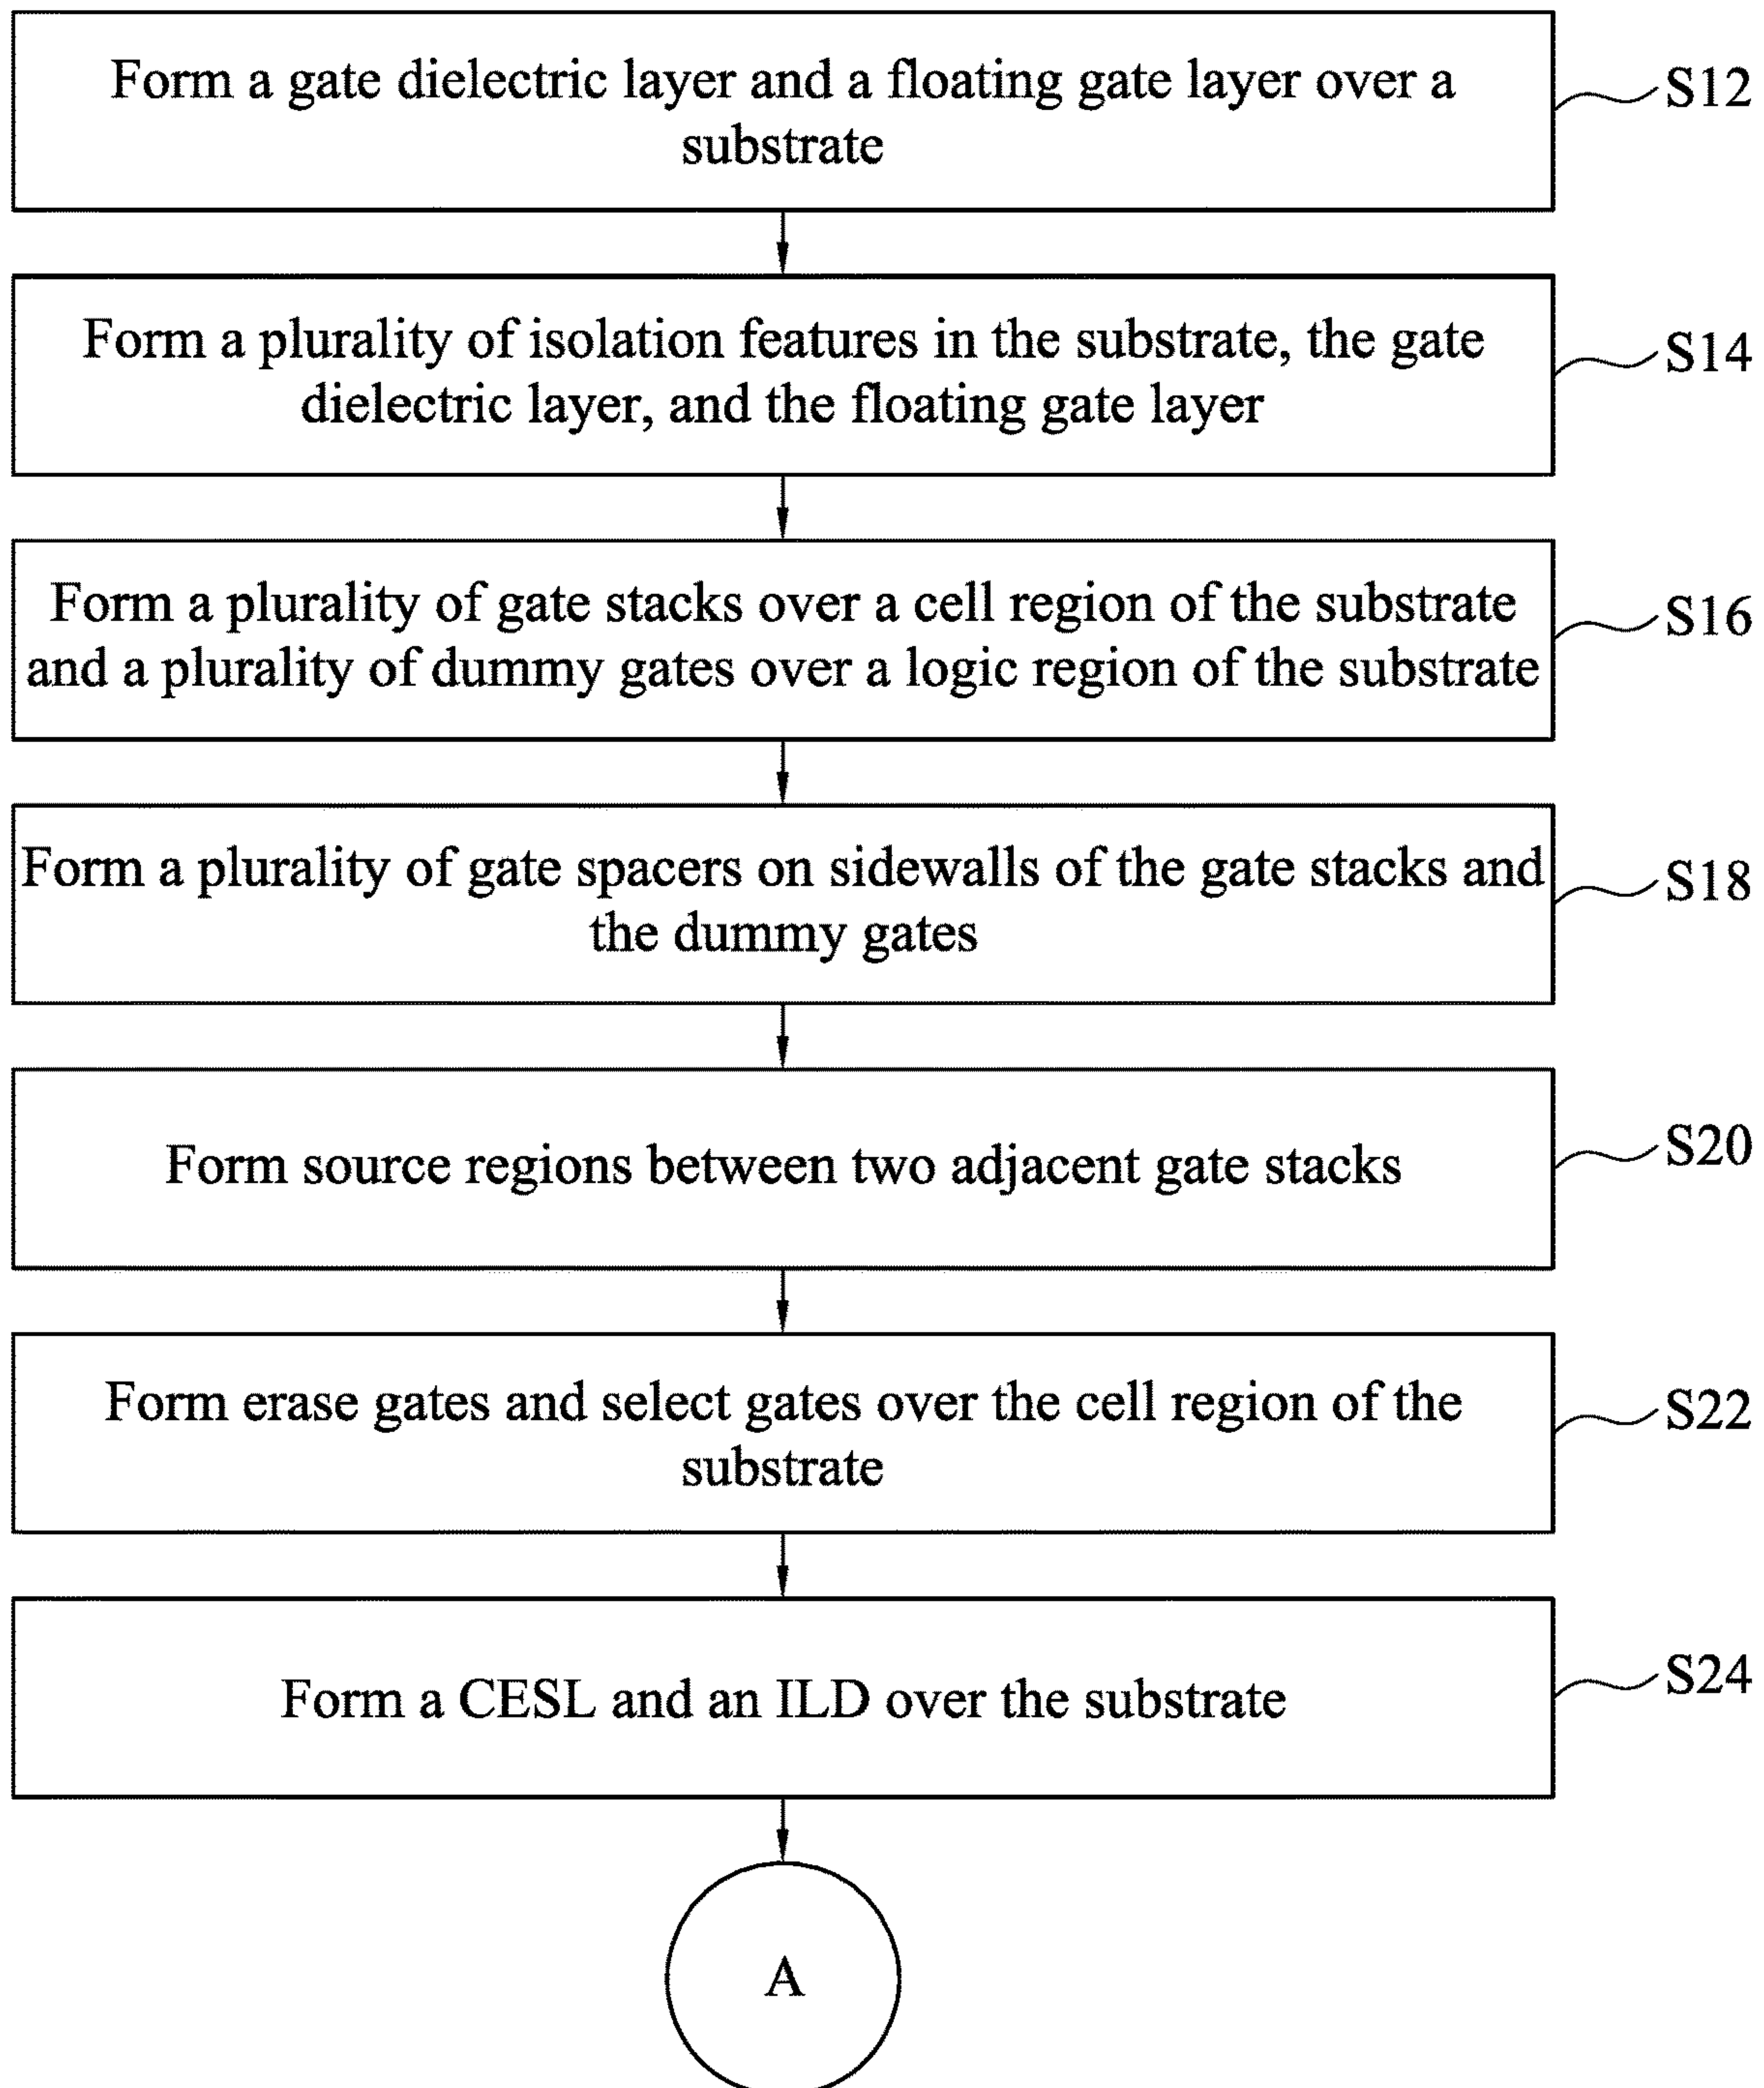 Form a gate dielectric layer and a floating gate layer over a
substrate
S12
Form a plurality of isolation features in the substrate, the gate
dielectric layer, and the floating gate layer
S14
Form a plurality of gate stacks over a cell region of the substrate
and a plurality of dummy gates over a logic region of the substrate
S16
Form a plurality of gate spacers on sidewalls of the gate stacks and
the dummy gates
S18
Form source regions between two adjacent gate stacks
S20
Form erase gates and select gates over the cell region of the
substrate
S22
Form a CESL and an ILD over the substrate
S24
A